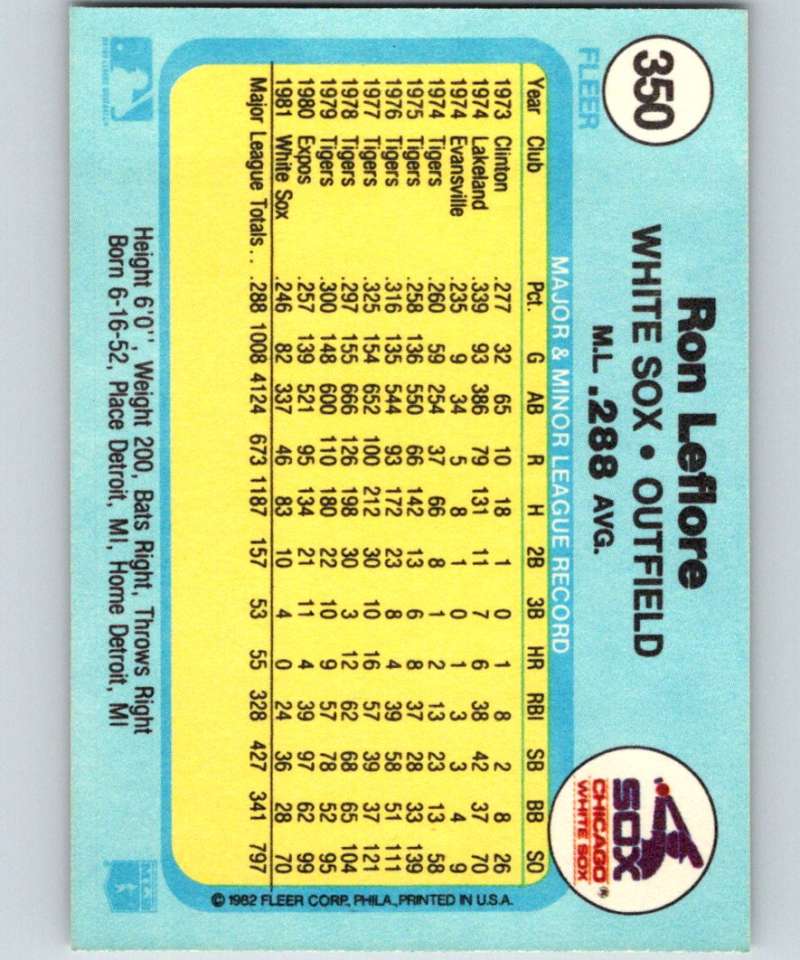 350
FLEER
Ron Leflore
WHITE SOX • OUTFIELD
M.L .288 AVG.
SOX
CHICAGO ®
WHITE SOX
MAJOR & MINOR LEAGUE RECORD
Year Club Pct. G AB R H 2B 3B HR RBI SB BB SO
1973 Clinton .277 32 65 10 18 1 0 1 8 2 8 26
1974 Lakeland .339 93 386 79 131 11 7 6 38 42 37 70
1974 Evansville .235 9 34 5 8 1 0 1 3 3 4 9
1974 Tigers .260 59 254 37 66 8 1 2 13 23 13 58
1975 Tigers .258 136 550 66 142 13 6 8 37 28 33 139
1976 Tigers .316 135 544 93 172 23 8 4 39 58 51 111
1977 Tigers .325 154 652 100 212 30 10 16 57 39 37 121
1978 Tigers .297 155 666 126 198 30 3 12 62 68 65 104
1979 Tigers .300 148 600 110 180 22 10 9 57 78 52 95
1980 Expos .257 139 521 95 134 21 11 4 39 97 62 99
1981 White Sox .246 82 337 46 83 10 4 0 24 36 28 70
Major League Totals... .288 1008 4124 673 1187 157 53 55 328 427 341 797
© 1982 FLEER CORP., PHILA., PRINTED IN U.S.A.
Height 6'0'', Weight 200, Bats Right, Throws Right
Born 6-16-52, Place Detroit, MI, Home Detroit, MI